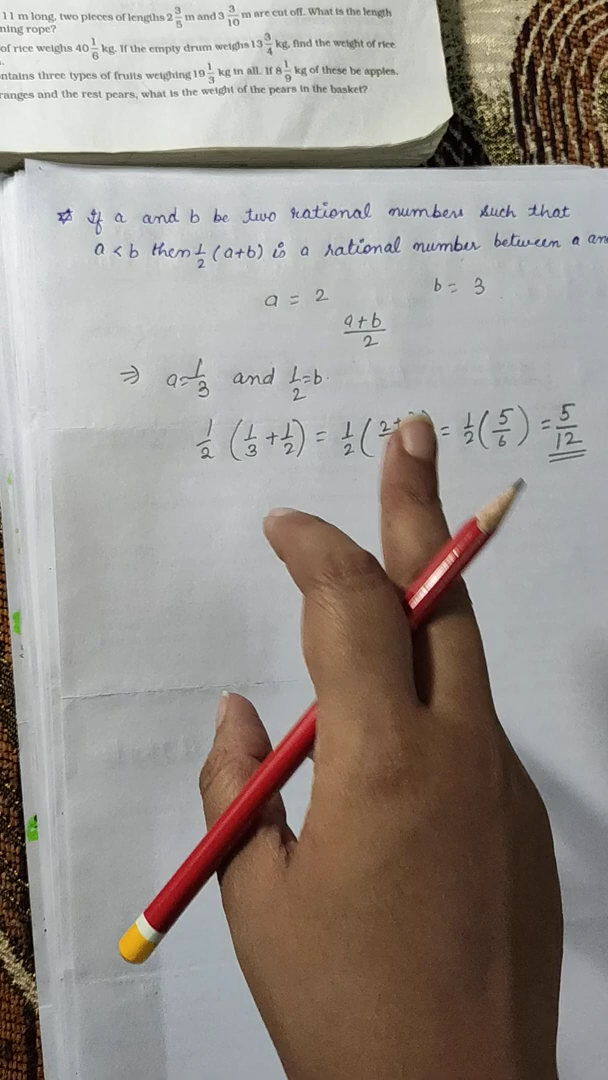 11 m long, two pieces of lengths 2 3/5 m and 3 3/10 m are cut off. What is the length
ning rope?
of rice weighs 40 1/6 kg. If the empty drum weighs 13 3/4 kg, find the weight of rice
ntains three types of fruits weighing 19 1/3 kg in all. If 8 1/9 kg of these be apples,
ranges and the rest pears, what is the weight of the pears in the basket?
If a and b be two rational numbers such that
a < b then 1/2 (a+b) is a rational number between a an
a = 2 b = 3
a+b/2
⇒ a=1/3 and 1/2=b.
1/2 (1/3 + 1/2) = 1/2 (2+ ) = 1/2 (5/6) = 5/12